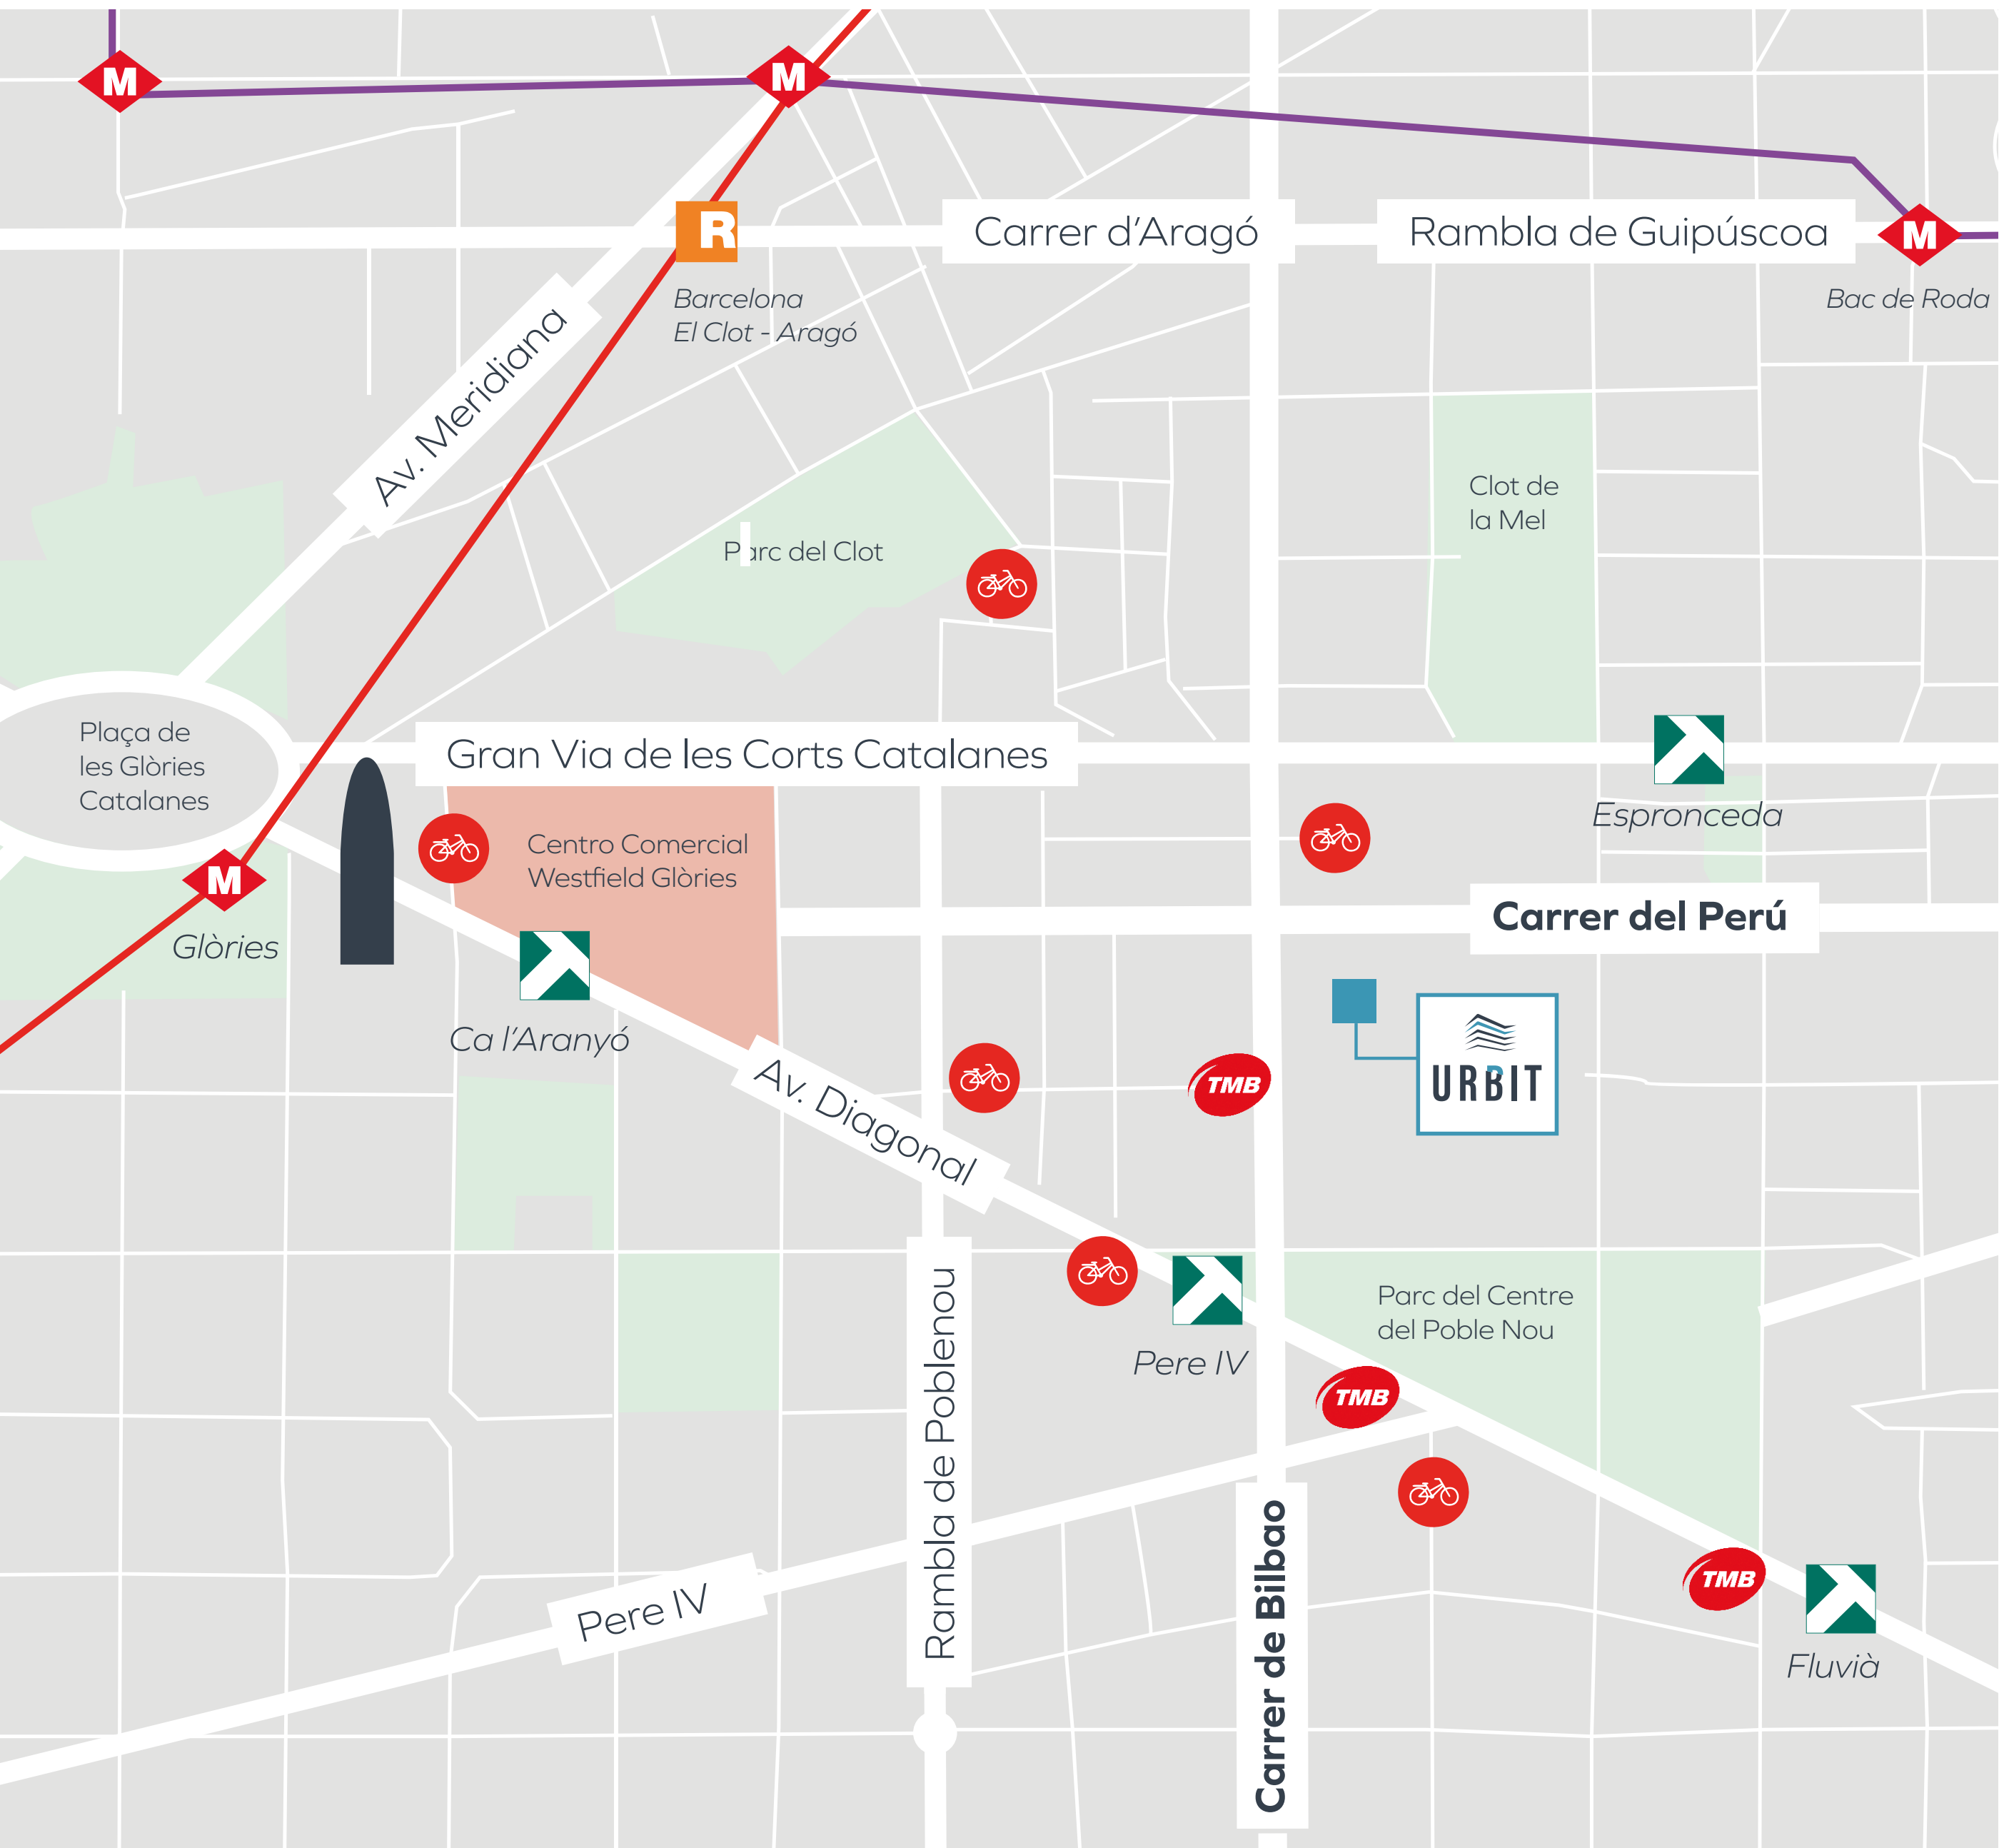 M
M
R
Carrer d'Aragó
Rambla de Guipúscoa
M
Barcelona
El Clot - Aragó
Bac de Roda
Av. Meridiana
Clot de
la Mel
Parc del Clot
Plaça de
les Glòries
Catalanes
Gran Via de les Corts Catalanes
Espronceda
Centro Comercial
Westfield Glòries
M
Glòries
Carrer del Perú
Ca l'Aranyó
Av. Diagonal
TMB
URBIT
Parc del Centre
del Poble Nou
Pere IV
Rambla de Poblenou
TMB
Carrer de Bilbao
TMB
Pere IV
Fluvià